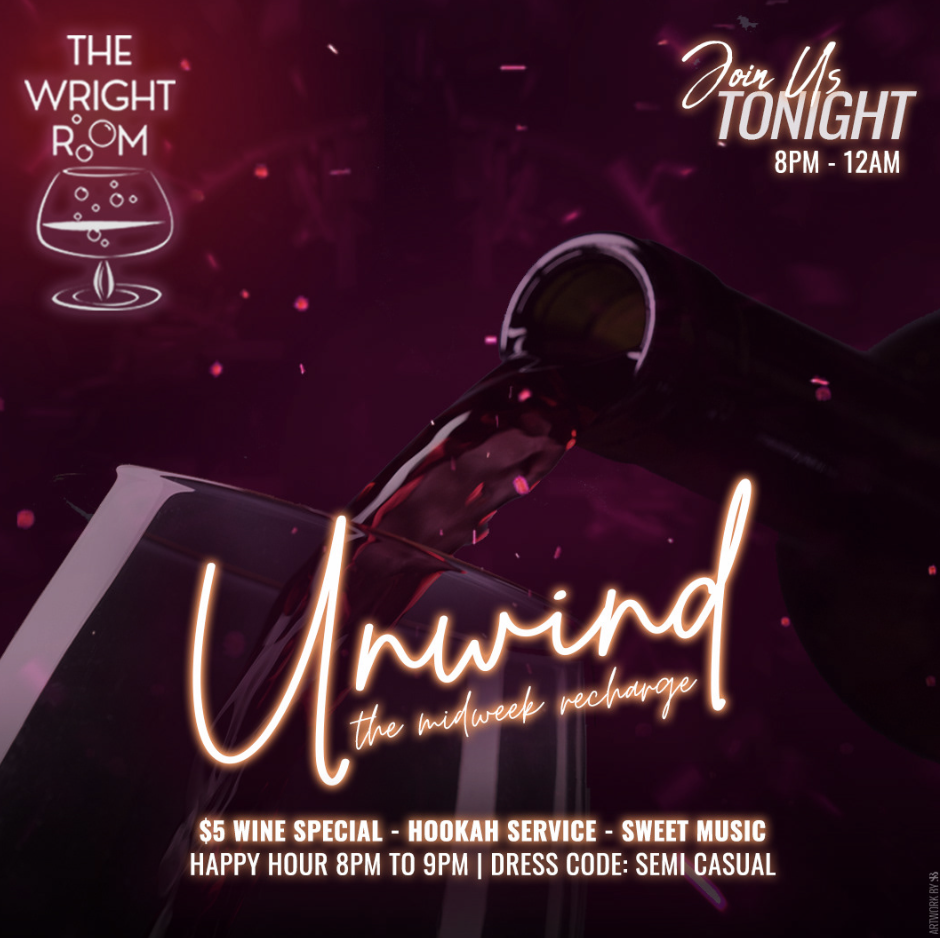 THE
WRIGHT
ROOM
Join Us
TONIGHT
8PM - 12AM
Unwind
the midweek recharge
$5 WINE SPECIAL - HOOKAH SERVICE - SWEET MUSIC
HAPPY HOUR 8PM TO 9PM | DRESS CODE: SEMI CASUAL
ARTWORK BY